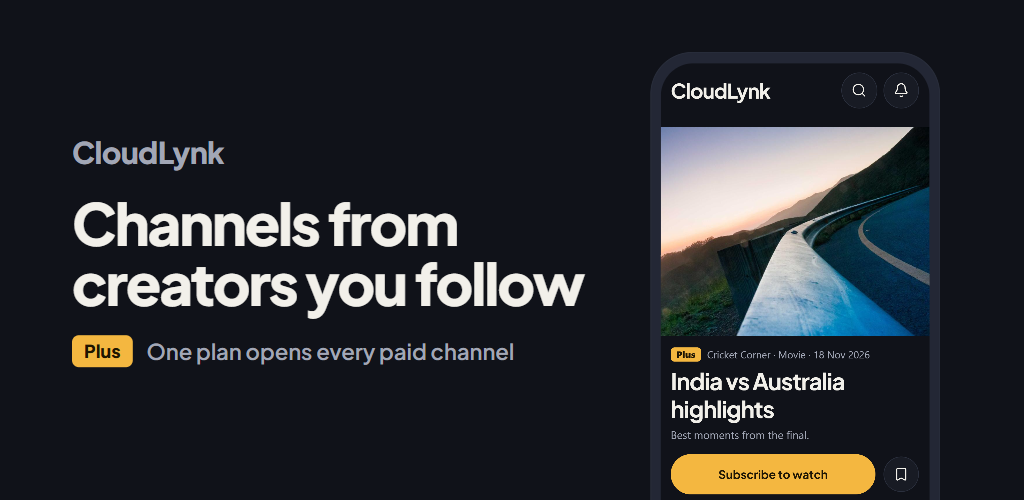 CloudLynk
Channels from
creators you follow
Plus One plan opens every paid channel
CloudLynk
Plus Cricket Corner · Movie · 18 Nov 2026
India vs Australia
highlights
Best moments from the final.
Subscribe to watch